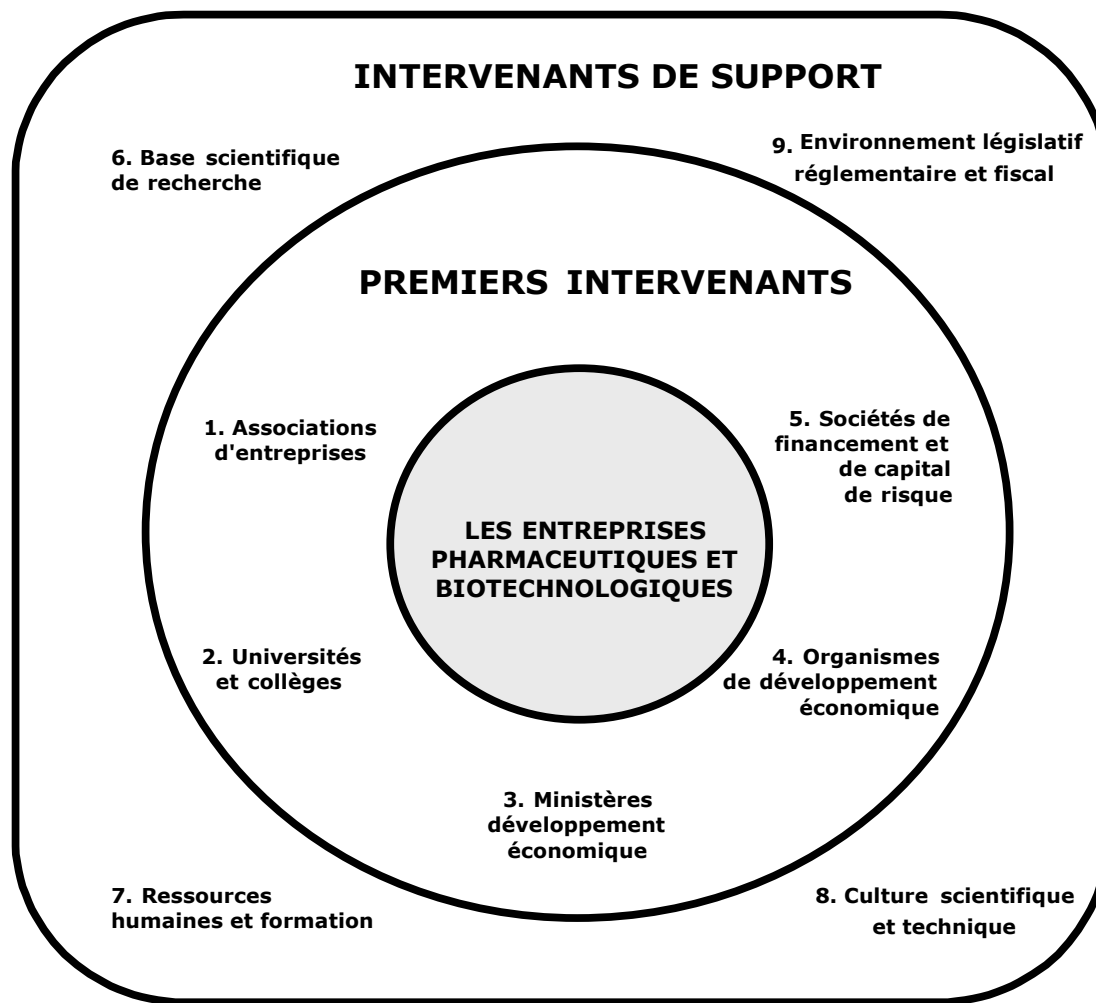 INTERVENANTS DE SUPPORT
6. Base scientifique
de recherche
9. Environnement législatif
réglementaire et fiscal
PREMIERS INTERVENANTS
1. Associations
d'entreprises
5. Sociétés de
financement et
de capital
de risque
LES ENTREPRISES
PHARMACEUTIQUES ET
BIOTECHNOLOGIQUES
2. Universités
et collèges
4. Organismes
de développement
économique
3. Ministères
développement
économique
7. Ressources
humaines et formation
8. Culture scientifique
et technique